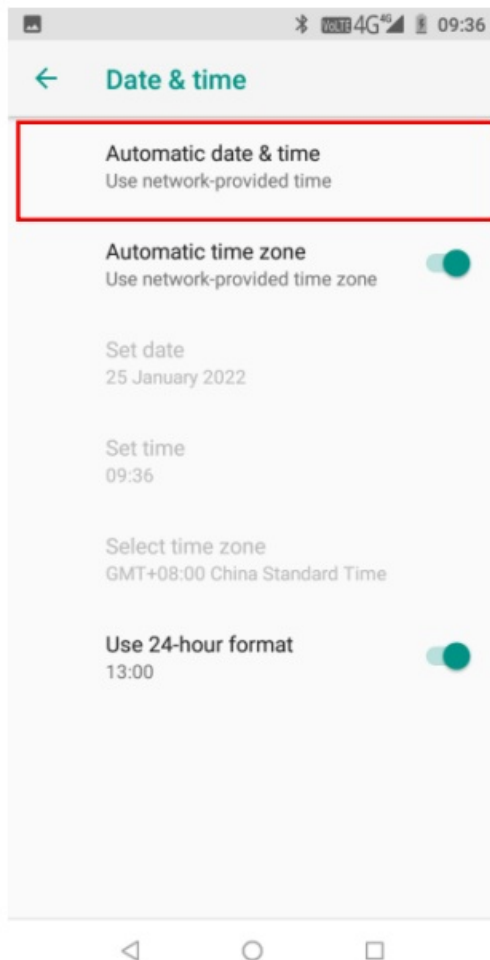 VoLTE 4G 4G 09:36
Date & time
Automatic date & time
Use network-provided time
Automatic time zone
Use network-provided time zone
Set date
25 January 2022
Set time
09:36
Select time zone
GMT+08:00 China Standard Time
Use 24-hour format
13:00